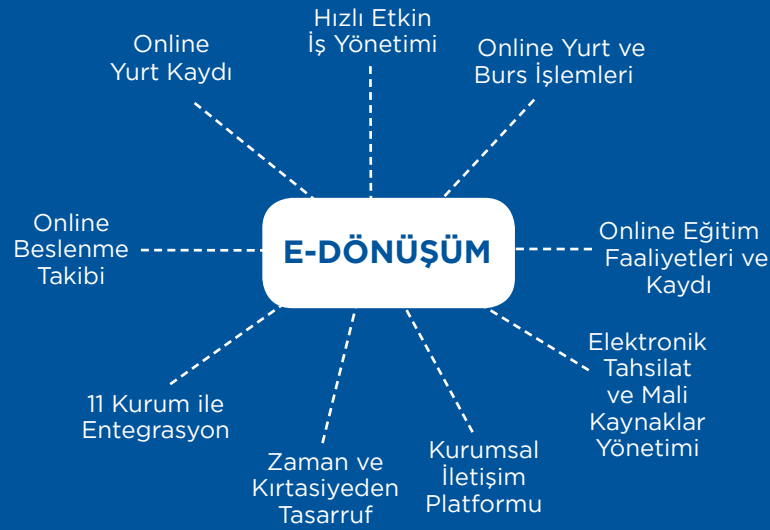 Hızlı Etkin
İş Yönetimi
Online
Yurt Kaydı
Online Yurt ve
Burs İşlemleri
Online
Beslenme
Takibi
E-DÖNÜŞÜM
Online Eğitim
Faaliyetleri ve
Kaydı
11 Kurum ile
Entegrasyon
Zaman ve
Kırtasiyeden
Tasarruf
Kurumsal
İletişim
Platformu
Elektronik
Tahsilat
ve Mali
Kaynaklar
Yönetimi